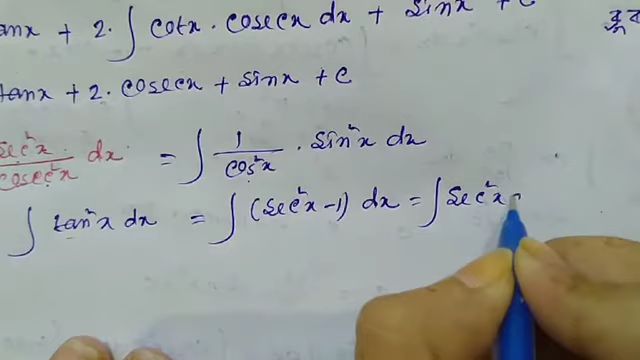 anx + 2. ∫ cotx . cosecx dx + sinx + c
tanx + 2. cosecx + sinx + c
sec²x / cosec²x dx = ∫ 1/cos²x . sin²x dx
∫ tan²x dx = ∫ (sec²x - 1) dx = ∫ sec²x